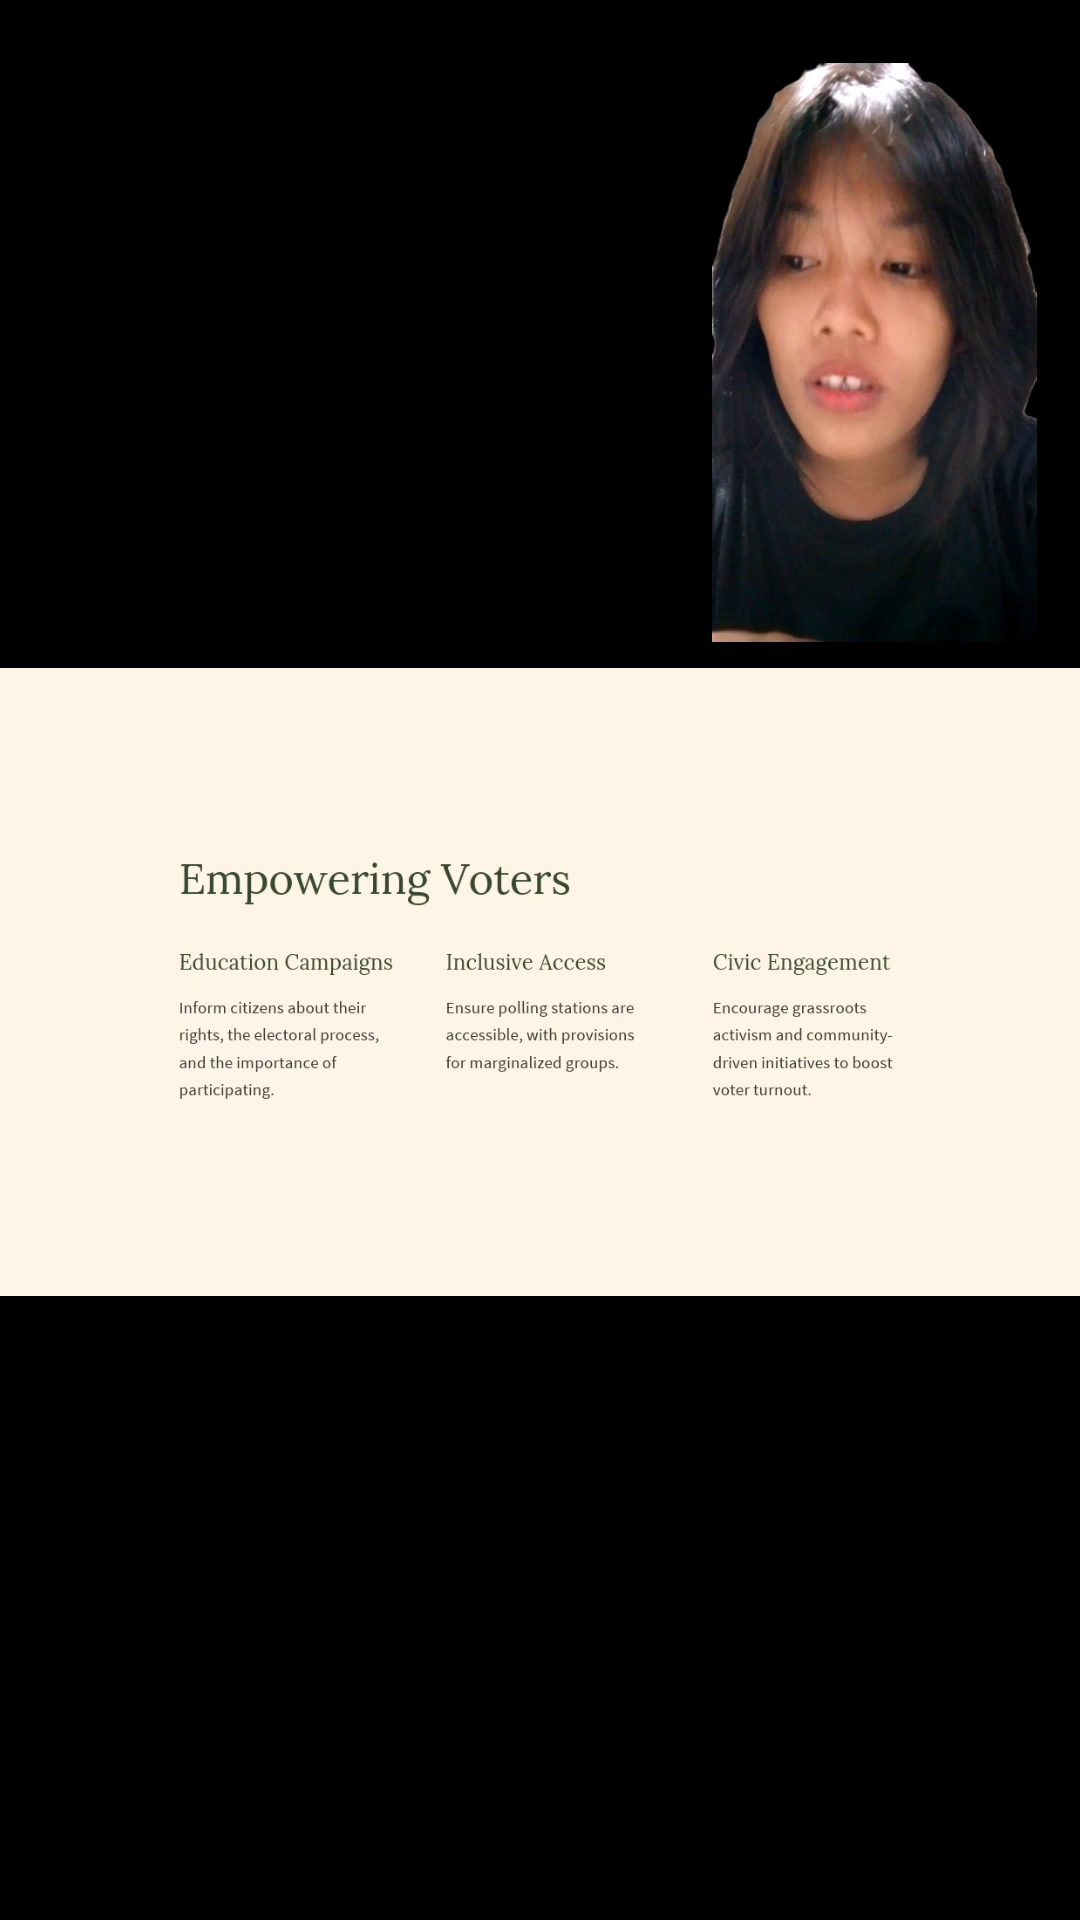 Empowering Voters
Education Campaigns
Inform citizens about their
rights, the electoral process,
and the importance of
participating.
Inclusive Access
Ensure polling stations are
accessible, with provisions
for marginalized groups.
Civic Engagement
Encourage grassroots
activism and community-
driven initiatives to boost
voter turnout.